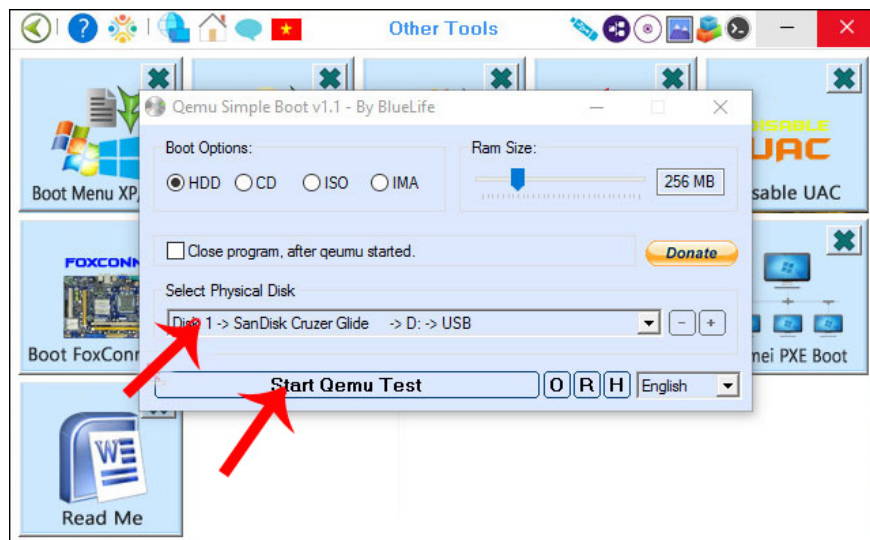 Other Tools
Qemu Simple Boot v1.1 - By BlueLife
Boot Options:
Ram Size:
HDD
CD
ISO
IMA
256 MB
Close program, after qeumu started.
Donate
Select Physical Disk
Disk 1 -> SanDisk Cruzer Glide -> D: -> USB
- +
Start Qemu Test
O R H English
Boot Menu XP
UAC
sable UAC
FOXCONN
Boot FoxConn
nei PXE Boot
W
Read Me